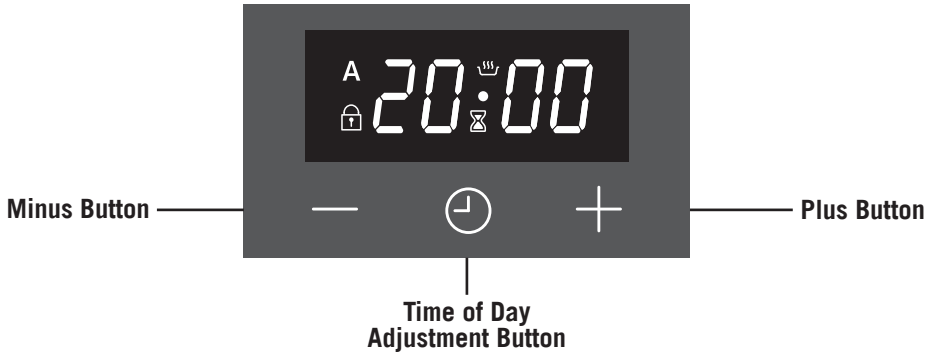 A
20:00
Minus Button
Plus Button
Time of Day
Adjustment Button